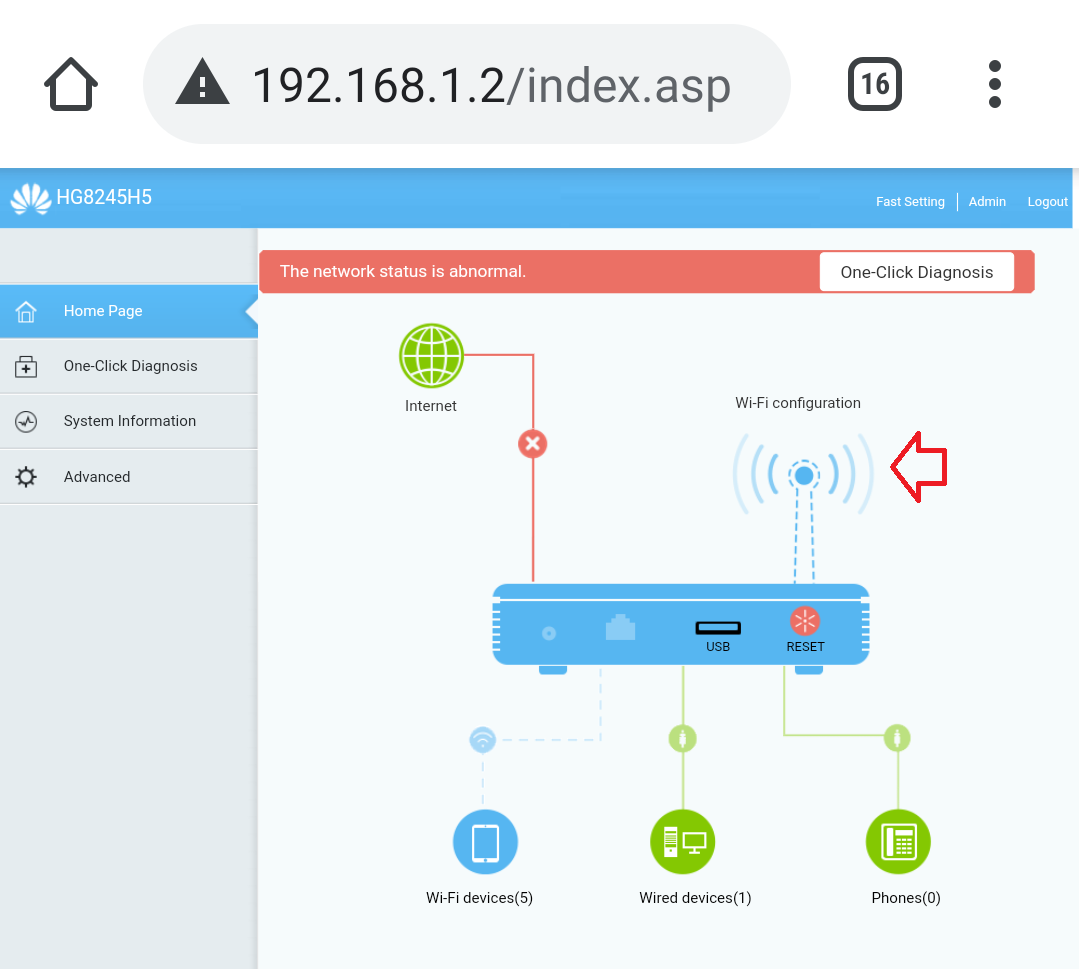 192.168.1.2/index.asp
16
HG8245H5
Fast Setting
Admin
Logout
The network status is abnormal.
One-Click Diagnosis
Home Page
One-Click Diagnosis
System Information
Advanced
Internet
Wi-Fi configuration
USB
RESET
Wi-Fi devices(5)
Wired devices(1)
Phones(0)